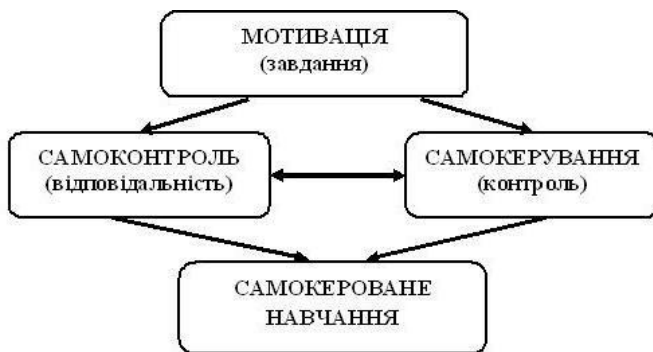 МОТИВАЦІЯ
(завдання)
САМОКОНТРОЛЬ
(відповідальність)
САМОКЕРУВАННЯ
(контроль)
САМОКЕРОВАНЕ
НАВЧАННЯ